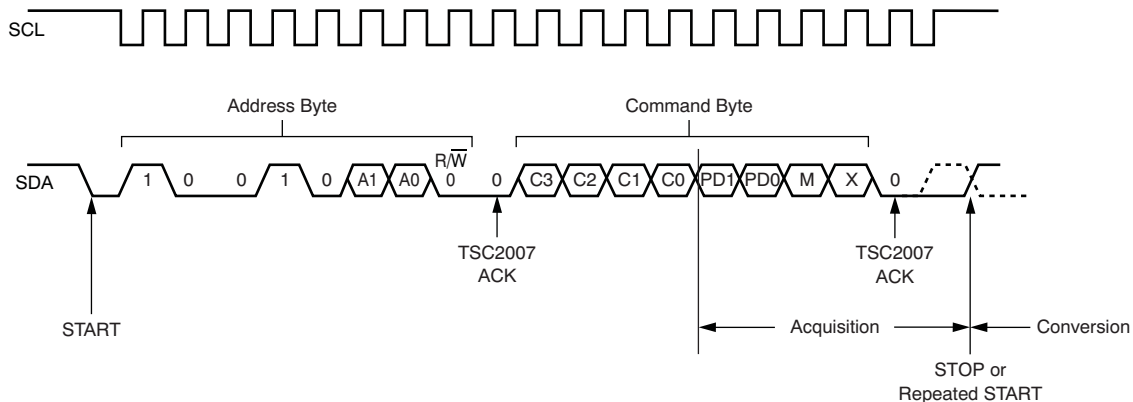 SCL
Address Byte
Command Byte
R/W̅
SDA
1 0 0 1 0 A1 A0 0 0 C3 C2 C1 C0 PD1 PD0 M X 0
TSC2007
ACK
TSC2007
ACK
START
Acquisition
Conversion
STOP or
Repeated START